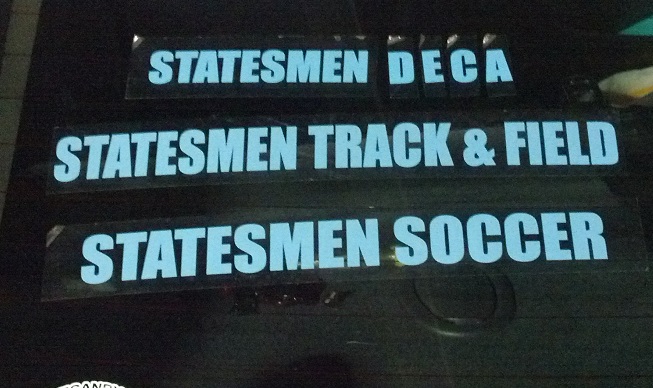 STATESMEN DECA
STATESMEN TRACK & FIELD
STATESMEN SOCCER